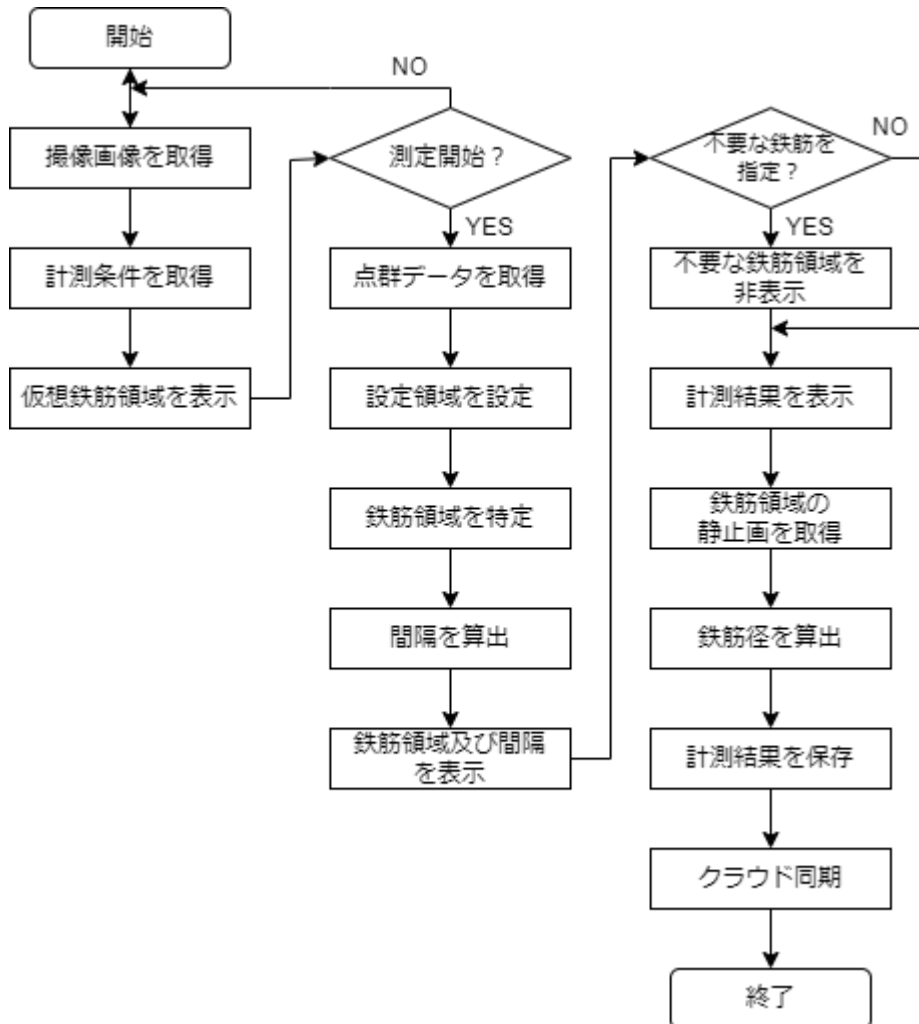 開始
撮像画像を取得
計測条件を取得
仮想鉄筋領域を表示
NO
測定開始？
YES
点群データを取得
設定領域を設定
鉄筋領域を特定
間隔を算出
鉄筋領域及び間隔
を表示
不要な鉄筋を
指定？
NO
YES
不要な鉄筋領域を
非表示
計測結果を表示
鉄筋領域の
静止画を取得
鉄筋径を算出
計測結果を保存
クラウド同期
終了